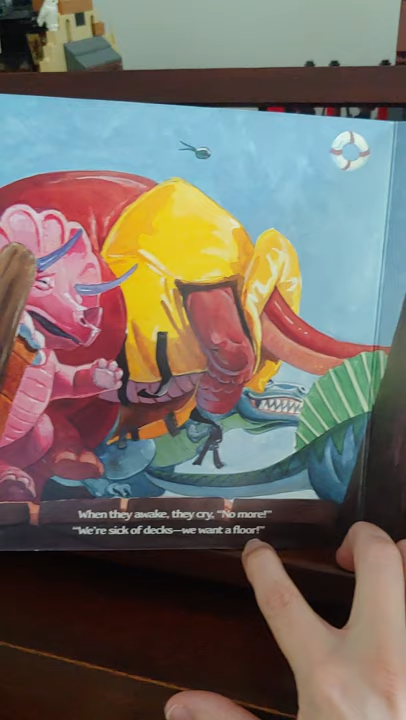 When they awake, they cry, "No more!"
"We're sick of decks—we want a floor!"